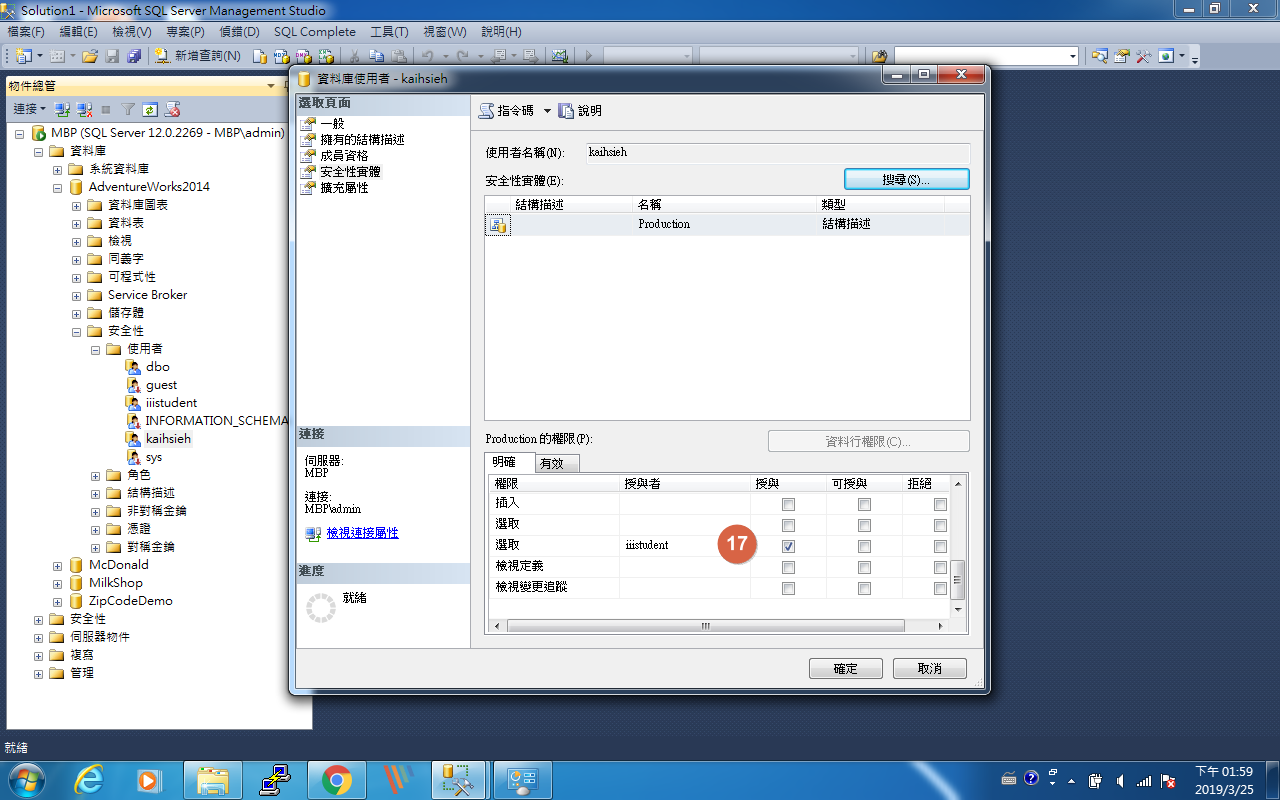 Solution1 - Microsoft SQL Server Management Studio
檔案(F) 編輯(E) 檢視(V) 專案(P) 偵錯(D) SQL Complete 工具(T) 視窗(W) 說明(H)
新增查詢(N)
物件總管
連接
MBP (SQL Server 12.0.2269 - MBP\admin)
資料庫
系統資料庫
AdventureWorks2014
資料庫圖表
資料表
檢視
同義字
可程式性
Service Broker
儲存體
安全性
使用者
dbo
guest
iiistudent
INFORMATION_SCHEMA
kaihsieh
sys
角色
結構描述
非對稱金鑰
憑證
對稱金鑰
McDonald
MilkShop
ZipCodeDemo
安全性
伺服器物件
複寫
管理
資料庫使用者 - kaihsieh
選取頁面
一般
擁有的結構描述
成員資格
安全性實體
擴充屬性
連接
伺服器:
MBP
連接:
MBP\admin
檢視連接屬性
進度
就緒
指令碼 說明
使用者名稱(N): kaihsieh
安全性實體(E): 搜尋(S)...
結構描述 名稱 類型
Production 結構描述
Production 的權限(P): 資料行權限(C)...
明確 有效
權限 授與者 授與 可授與 拒絕
插入
選取
選取 iiistudent 17
檢視定義
檢視變更追蹤
確定 取消
就緒
下午 01:59
2019/3/25